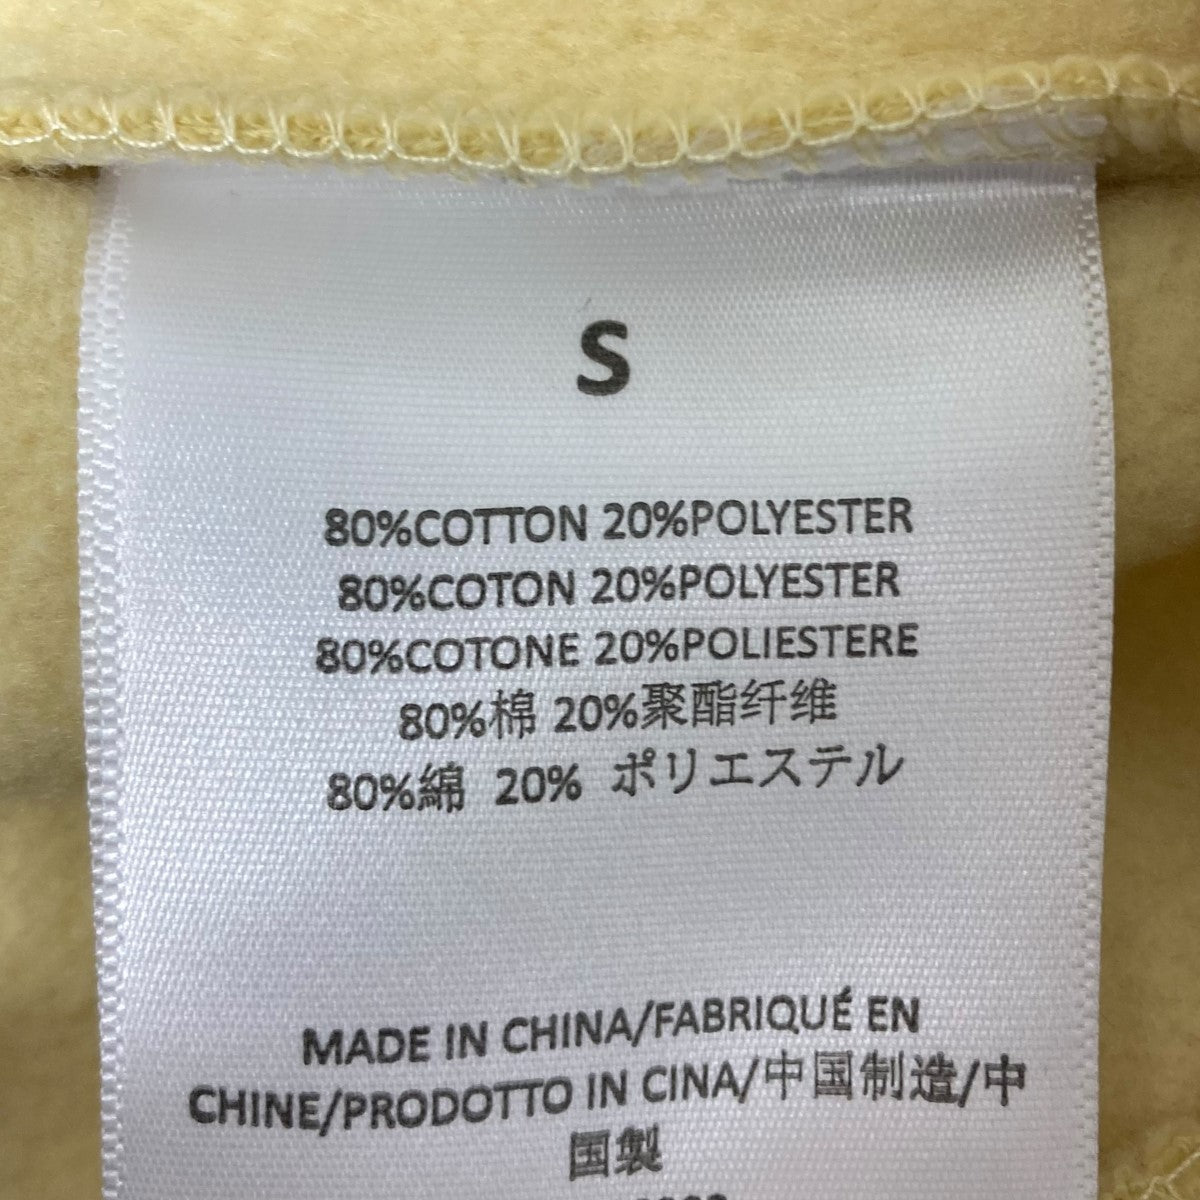 S
80%COTTON 20%POLYESTER
80%COTON 20%POLYESTER
80%COTONE 20%POLIESTERE
80%棉 20%聚酯纤维
80%綿 20% ポリエステル
MADE IN CHINA/FABRIQUÉ EN
CHINE/PRODOTTO IN CINA/中国制造/中
国製